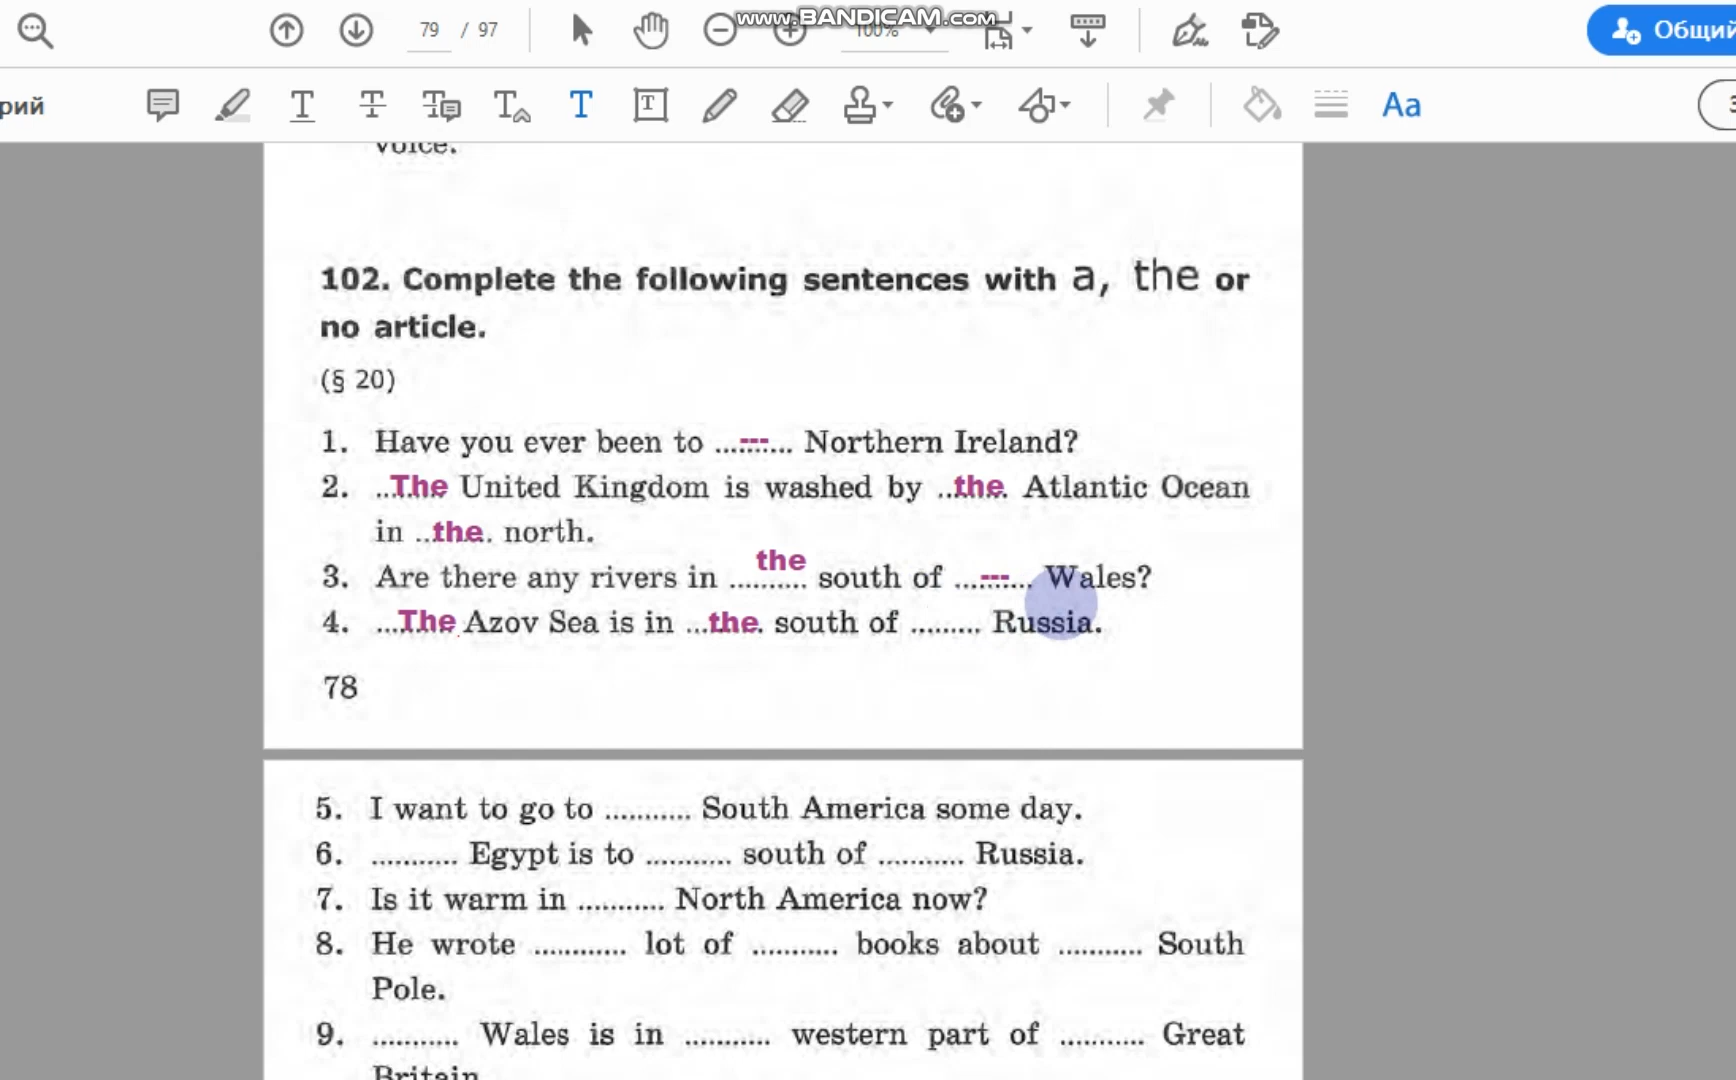 www.BANDICAM.com
79 / 97
100%
Общий
рий
Aa
voice.
102. Complete the following sentences with a, the or
no article.
(§ 20)
1. Have you ever been to ...---... Northern Ireland?
2. ..The United Kingdom is washed by ..the. Atlantic Ocean
in ..the.. north.
the
3. Are there any rivers in .......... south of ...---... Wales?
4. ...The Azov Sea is in ...the. south of ......... Russia.
78
5. I want to go to ........... South America some day.
6. ........... Egypt is to ........... south of ........... Russia.
7. Is it warm in ........... North America now?
8. He wrote ............ lot of ........... books about ........... South
Pole.
9. ........... Wales is in ........... western part of ........... Great
Britain